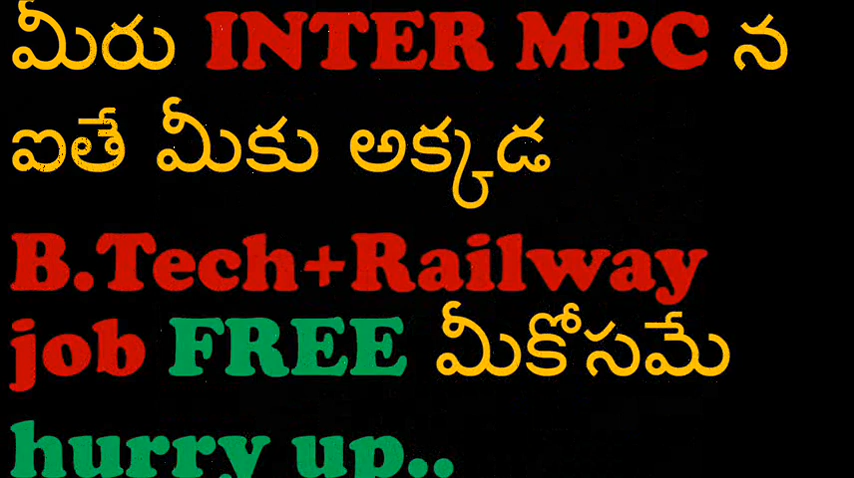 మీరు INTER MPC న
ఐతే మీకు అక్కడ
B.Tech+Railway
job FREE మీకోసమే
hurry up..